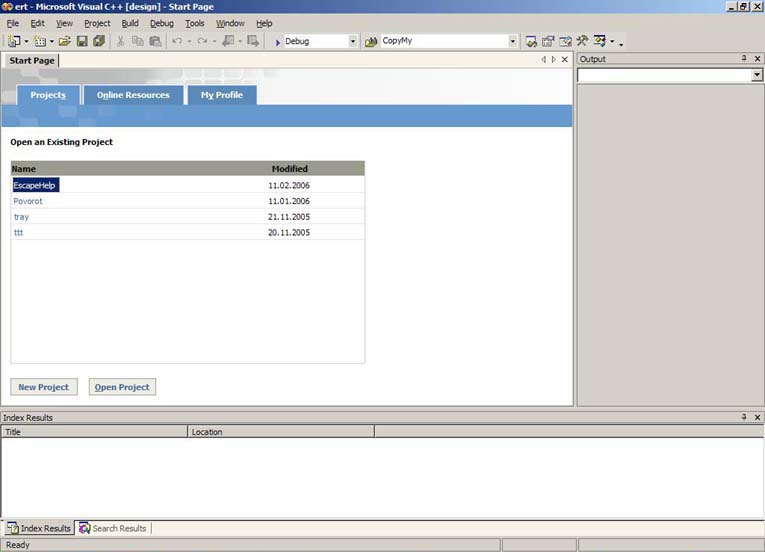 ert - Microsoft Visual C++ [design] - Start Page
File Edit View Project Build Debug Tools Window Help
Debug CopyMy
Start Page
Output
Projects Online Resources My Profile
Open an Existing Project
Name Modified
EscapeHelp 11.02.2006
Povorot 11.01.2006
tray 21.11.2005
ttt 20.11.2005
New Project Open Project
Index Results
Title Location
Index Results Search Results
Ready